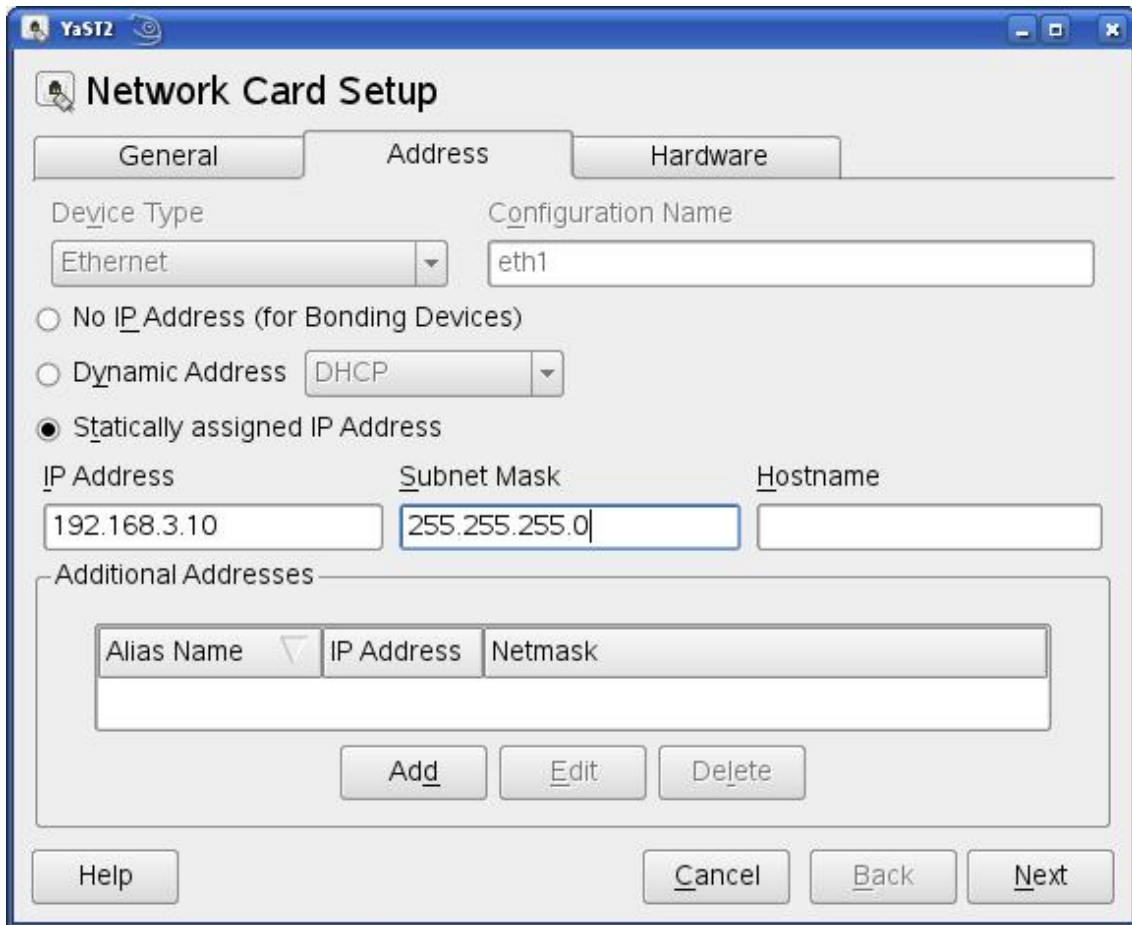 YaST2
Network Card Setup
General Address Hardware
Device Type Configuration Name
Ethernet eth1
No IP Address (for Bonding Devices)
Dynamic Address DHCP
Statically assigned IP Address
IP Address Subnet Mask Hostname
192.168.3.10 255.255.255.0
Additional Addresses
Alias Name IP Address Netmask
Add Edit Delete
Help Cancel Back Next